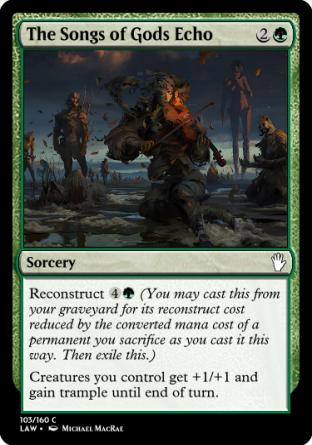 The Songs of Gods Echo 2
Sorcery
Reconstruct 4 (You may cast this from
your graveyard for its reconstruct cost
reduced by the converted mana cost of a
permanent you sacrifice as you cast it this
way. Then exile this.)
Creatures you control get +1/+1 and
gain trample until end of turn.
103/160 C
LAW • Michael MacRae